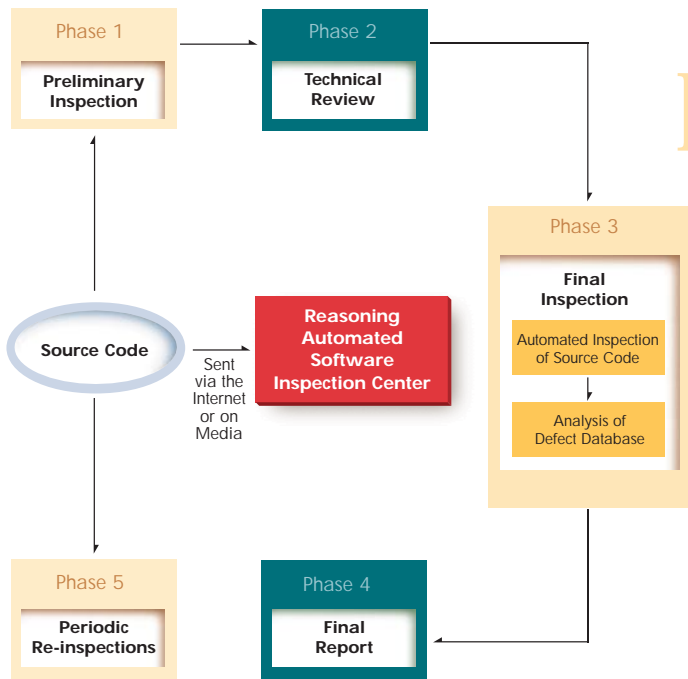 Phase 1
Preliminary
Inspection
Phase 2
Technical
Review
Phase 3
Final
Inspection
Automated Inspection
of Source Code
Analysis of
Defect Database
Source Code
Sent
via the
Internet
or on
Media
Reasoning
Automated
Software
Inspection Center
Phase 5
Periodic
Re-inspections
Phase 4
Final
Report